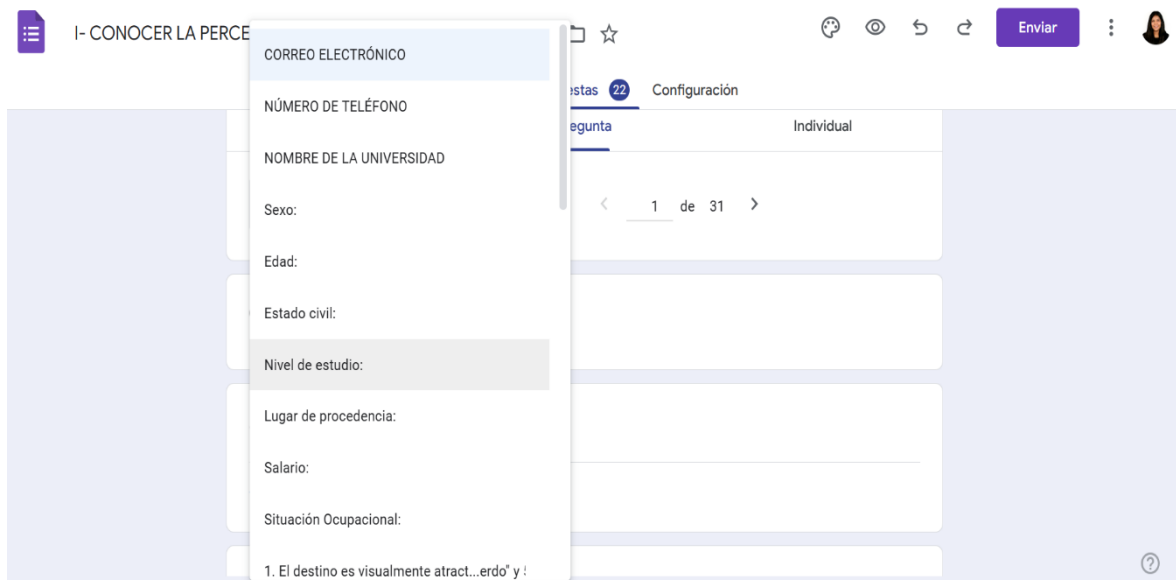 I- CONOCER LA PERCE
Enviar
estas 22 Configuración
egunta Individual
1 de 31
CORREO ELECTRÓNICO
NÚMERO DE TELÉFONO
NOMBRE DE LA UNIVERSIDAD
Sexo:
Edad:
Estado civil:
Nivel de estudio:
Lugar de procedencia:
Salario:
Situación Ocupacional:
1. El destino es visualmente atract...erdo" y